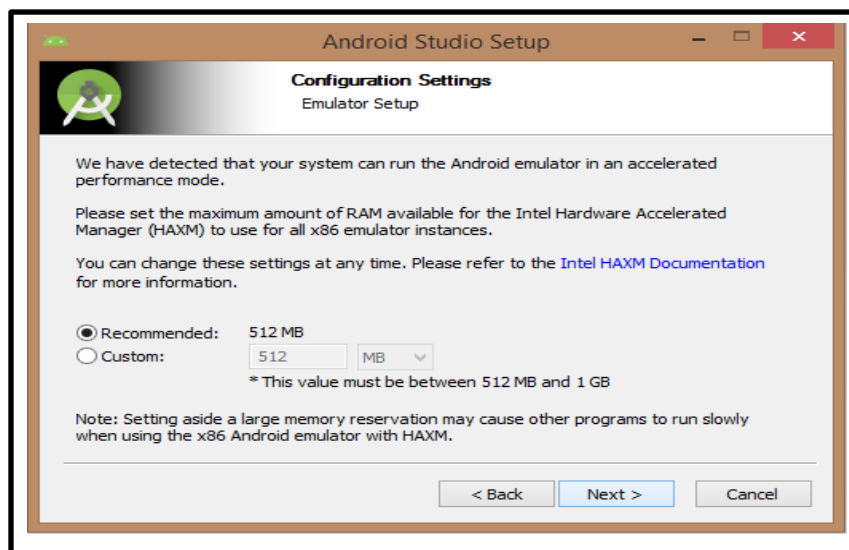 Android Studio Setup
Configuration Settings
Emulator Setup
We have detected that your system can run the Android emulator in an accelerated
performance mode.
Please set the maximum amount of RAM available for the Intel Hardware Accelerated
Manager (HAXM) to use for all x86 emulator instances.
You can change these settings at any time. Please refer to the Intel HAXM Documentation
for more information.
Recommended: 512 MB
Custom: 512 MB
* This value must be between 512 MB and 1 GB
Note: Setting aside a large memory reservation may cause other programs to run slowly
when using the x86 Android emulator with HAXM.
< Back Next > Cancel